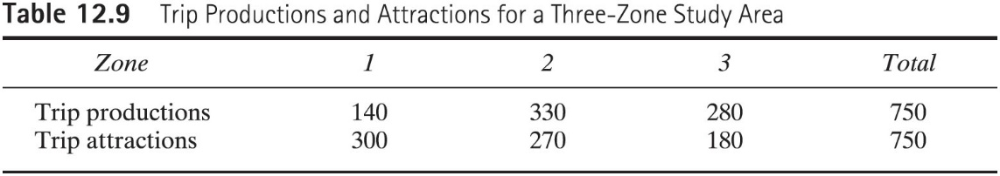 Table 12.9 Trip Productions and Attractions for a Three-Zone Study Area
Zone 1 2 3 Total
Trip productions 140 330 280 750
Trip attractions 300 270 180 750